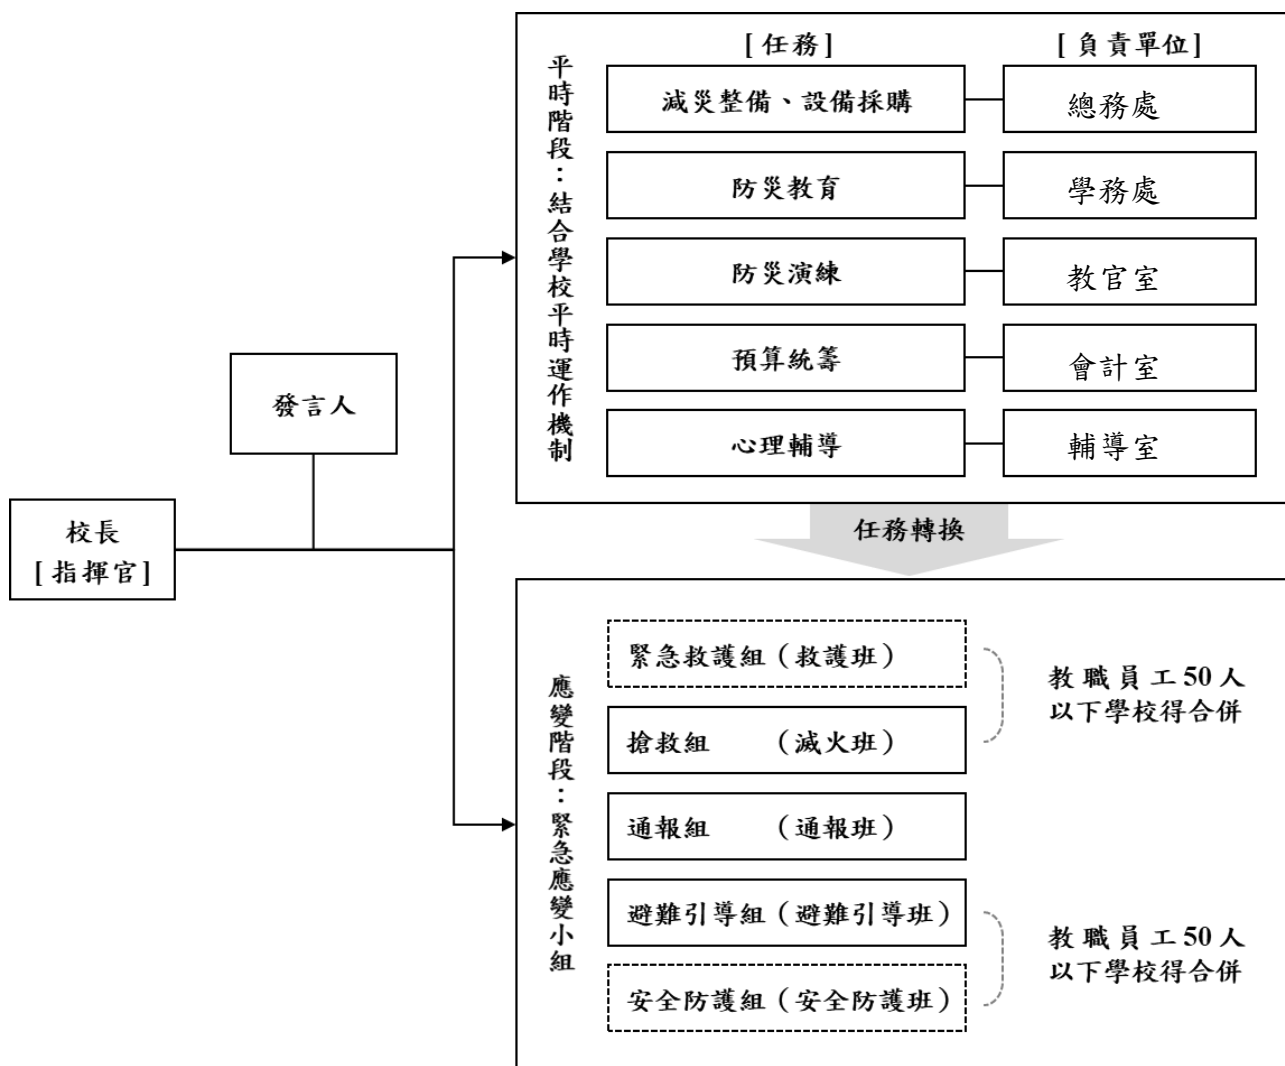 [任務]
[負責單位]
平時階段：結合學校平時運作機制
減災整備、設備採購
總務處
防災教育
學務處
防災演練
教官室
預算統籌
會計室
心理輔導
輔導室
發言人
校長
[指揮官]
任務轉換
應變階段：緊急應變小組
緊急救護組（救護班）
搶救組　　（滅火班）
教職員工50人
以下學校得合併
通報組　　（通報班）
避難引導組（避難引導班）
安全防護組（安全防護班）
教職員工50人
以下學校得合併